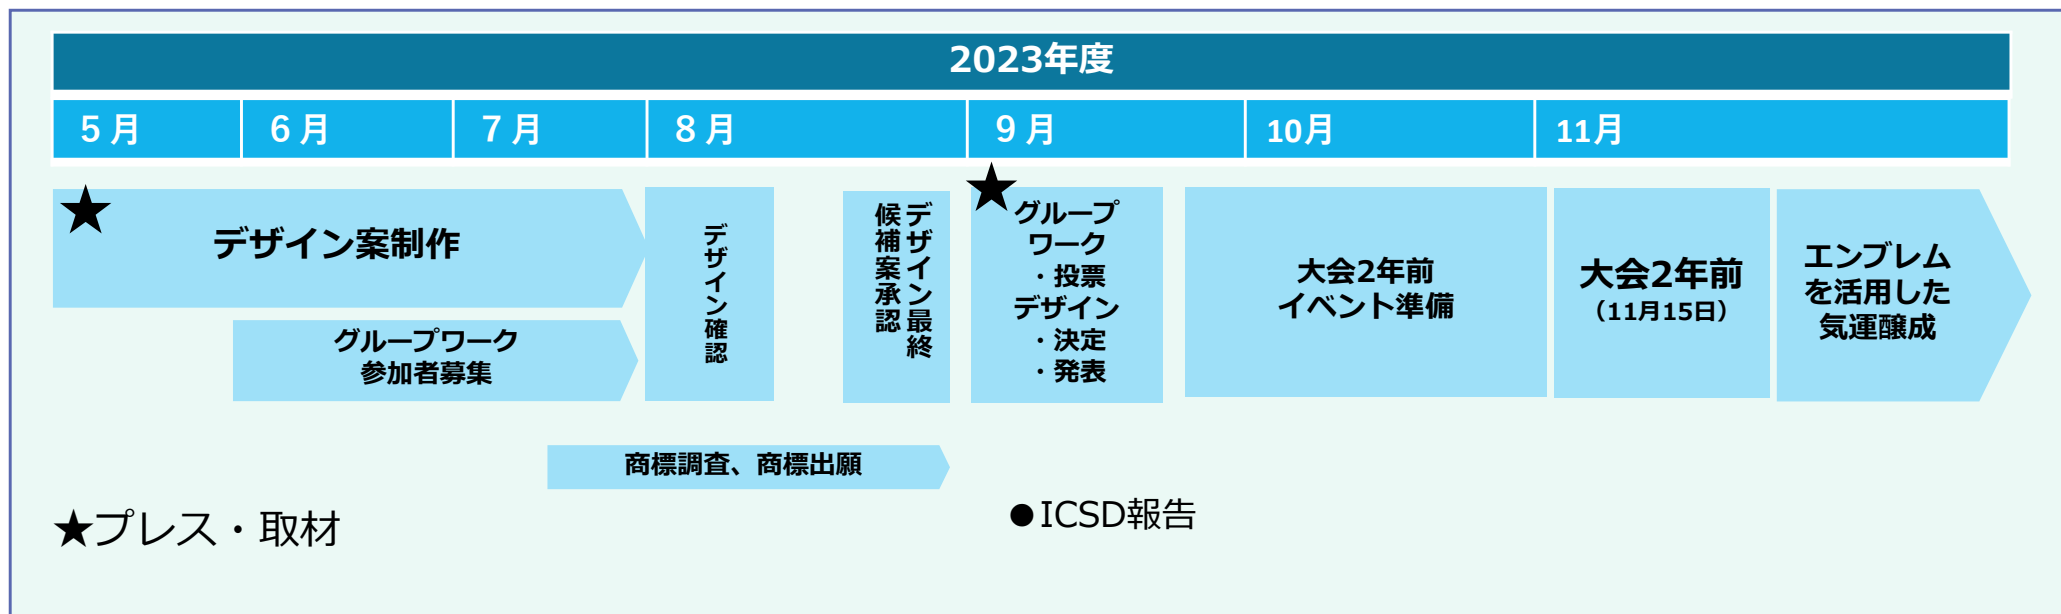 2023年度
５月
６月
７月
８月
９月
10月
11月
★
デザイン案制作
グループワーク
参加者募集
デザイン確認
デザイン最終
候補案承認
★
グループ
ワーク
・投票
デザイン
・決定
・発表
大会2年前
イベント準備
大会2年前
（11月15日）
エンブレム
を活用した
気運醸成
商標調査、商標出願
★プレス・取材
●ICSD報告